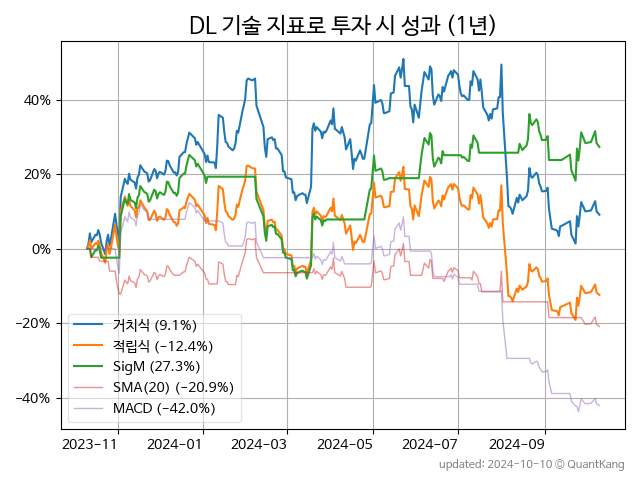 DL 기술 지표로 투자 시 성과 (1년)
40%
20%
0%
−20%
−40%
거치식 (9.1%)
적립식 (−12.4%)
SigM (27.3%)
SMA(20) (−20.9%)
MACD (−42.0%)
2023-11 2024-01 2024-03 2024-05 2024-07 2024-09
updated: 2024-10-10 © QuantKang